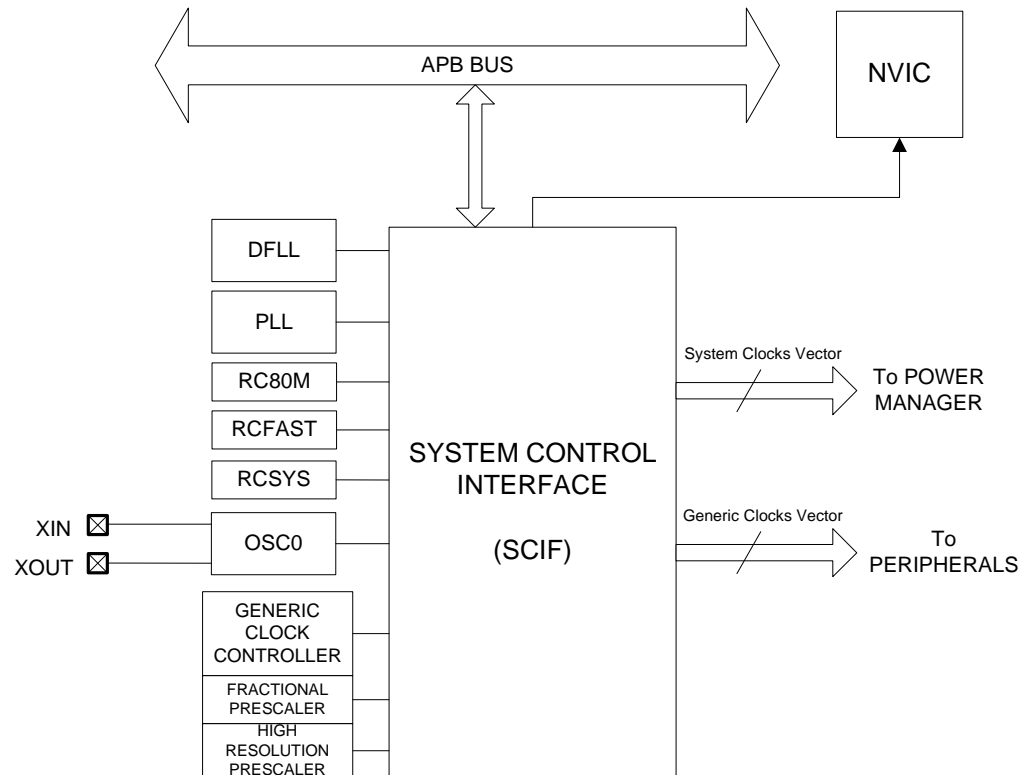 APB BUS
NVIC
DFLL
PLL
RC80M
RCFAST
RCSYS
XIN
XOUT
OSC0
GENERIC
CLOCK
CONTROLLER
FRACTIONAL
PRESCALER
HIGH
RESOLUTION
PRESCALER
SYSTEM CONTROL
INTERFACE
(SCIF)
System Clocks Vector
To POWER
MANAGER
Generic Clocks Vector
To
PERIPHERALS